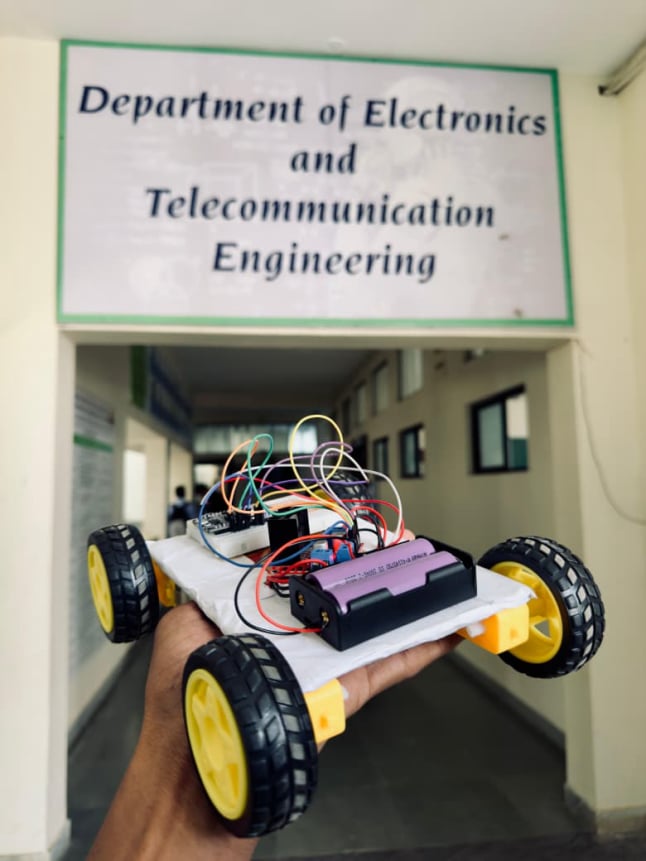 Department of Electronics
and
Telecommunication
Engineering